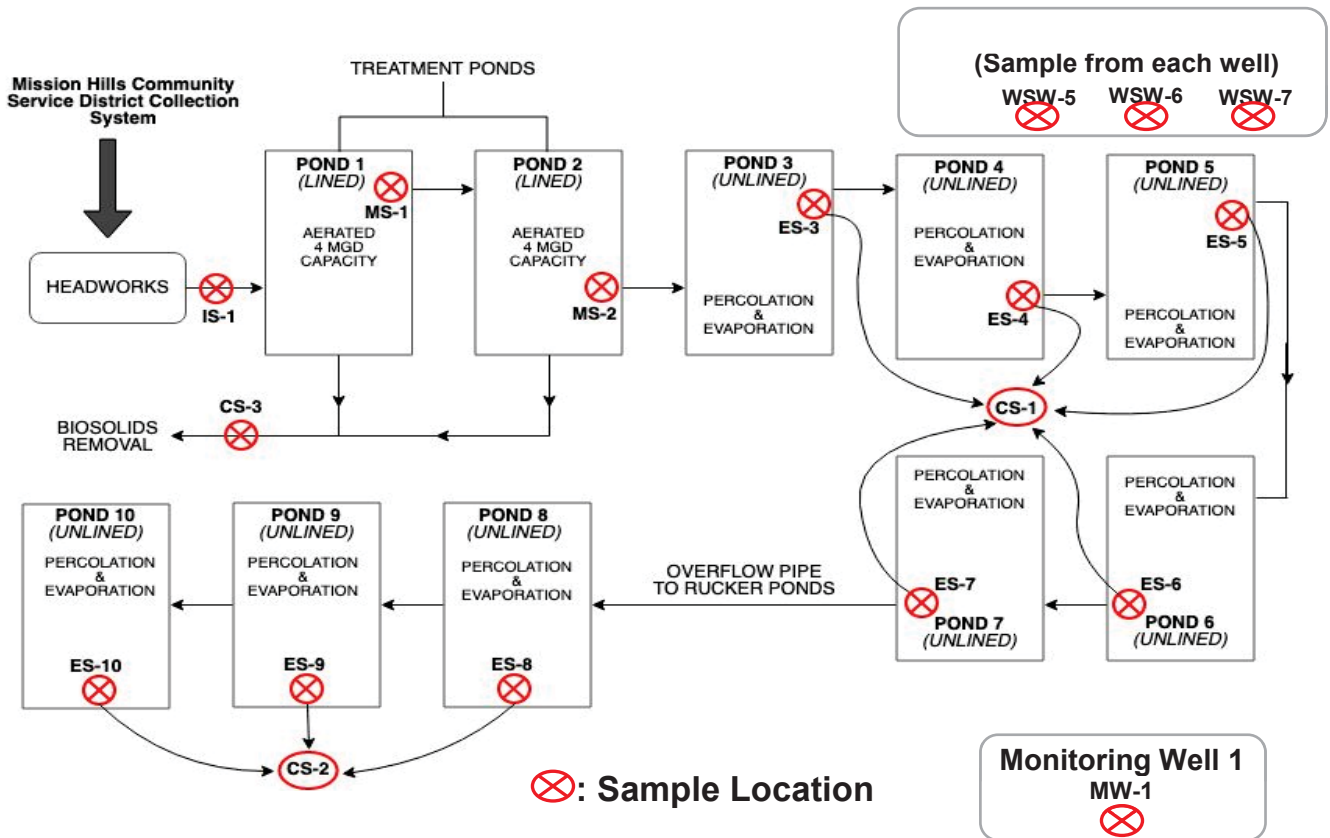 Mission Hills Community
Service District Collection
System
TREATMENT PONDS
(Sample from each well)
WSW-5
WSW-6
WSW-7
HEADWORKS
IS-1
POND 1
(LINED)
MS-1
AERATED
4 MGD
CAPACITY
POND 2
(LINED)
AERATED
4 MGD
CAPACITY
MS-2
POND 3
(UNLINED)
ES-3
PERCOLATION
&
EVAPORATION
POND 4
(UNLINED)
PERCOLATION
&
EVAPORATION
ES-4
POND 5
(UNLINED)
ES-5
PERCOLATION
&
EVAPORATION
CS-3
BIOSOLIDS
REMOVAL
CS-1
POND 10
(UNLINED)
PERCOLATION
&
EVAPORATION
ES-10
POND 9
(UNLINED)
PERCOLATION
&
EVAPORATION
ES-9
POND 8
(UNLINED)
PERCOLATION
&
EVAPORATION
ES-8
OVERFLOW PIPE
TO RUCKER PONDS
PERCOLATION
&
EVAPORATION
ES-7
POND 7
(UNLINED)
PERCOLATION
&
EVAPORATION
ES-6
POND 6
(UNLINED)
CS-2
: Sample Location
Monitoring Well 1
MW-1